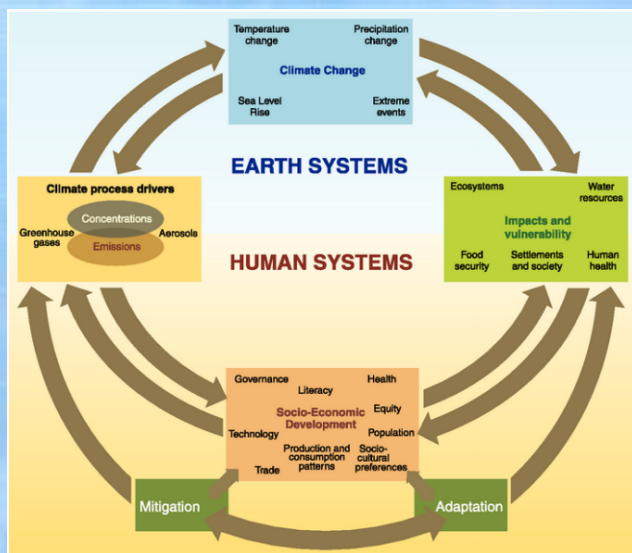 Temperature
change
Precipitation
change
Climate Change
Sea Level
Rise
Extreme
events
EARTH SYSTEMS
Climate process drivers
Concentrations
Greenhouse
gases
Aerosols
Emissions
Ecosystems
Water
resources
Impacts and
vulnerability
Food
security
Settlements
and society
Human
health
HUMAN SYSTEMS
Governance
Literacy
Health
Socio-Economic
Development
Equity
Technology
Population
Production and
consumption
patterns
Socio-
cultural
preferences
Trade
Mitigation
Adaptation